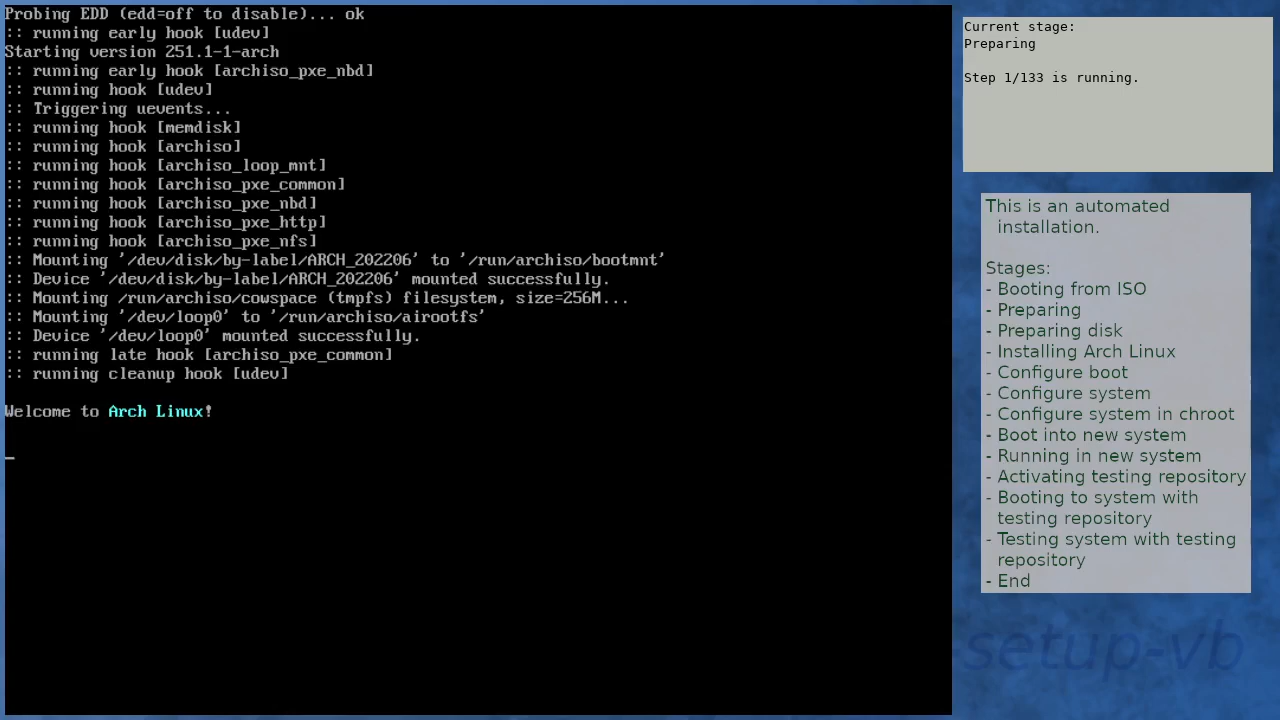 Probing EDD (edd=off to disable)... ok
:: running early hook [udev]
Starting version 251.1-1-arch
:: running early hook [archiso_pxe_nbd]
:: running hook [udev]
:: Triggering uevents...
:: running hook [memdisk]
:: running hook [archiso]
:: running hook [archiso_loop_mnt]
:: running hook [archiso_pxe_common]
:: running hook [archiso_pxe_nbd]
:: running hook [archiso_pxe_http]
:: running hook [archiso_pxe_nfs]
:: Mounting '/dev/disk/by-label/ARCH_202206' to '/run/archiso/bootmnt'
:: Device '/dev/disk/by-label/ARCH_202206' mounted successfully.
:: Mounting /run/archiso/cowspace (tmpfs) filesystem, size=256M...
:: Mounting '/dev/loop0' to '/run/archiso/airootfs'
:: Device '/dev/loop0' mounted successfully.
:: running late hook [archiso_pxe_common]
:: running cleanup hook [udev]
Welcome to Arch Linux!
_
Current stage:
Preparing
Step 1/133 is running.
This is an automated
installation.
Stages:
- Booting from ISO
- Preparing
- Preparing disk
- Installing Arch Linux
- Configure boot
- Configure system
- Configure system in chroot
- Boot into new system
- Running in new system
- Activating testing repository
- Booting to system with
testing repository
- Testing system with testing
repository
- End
setup-vb